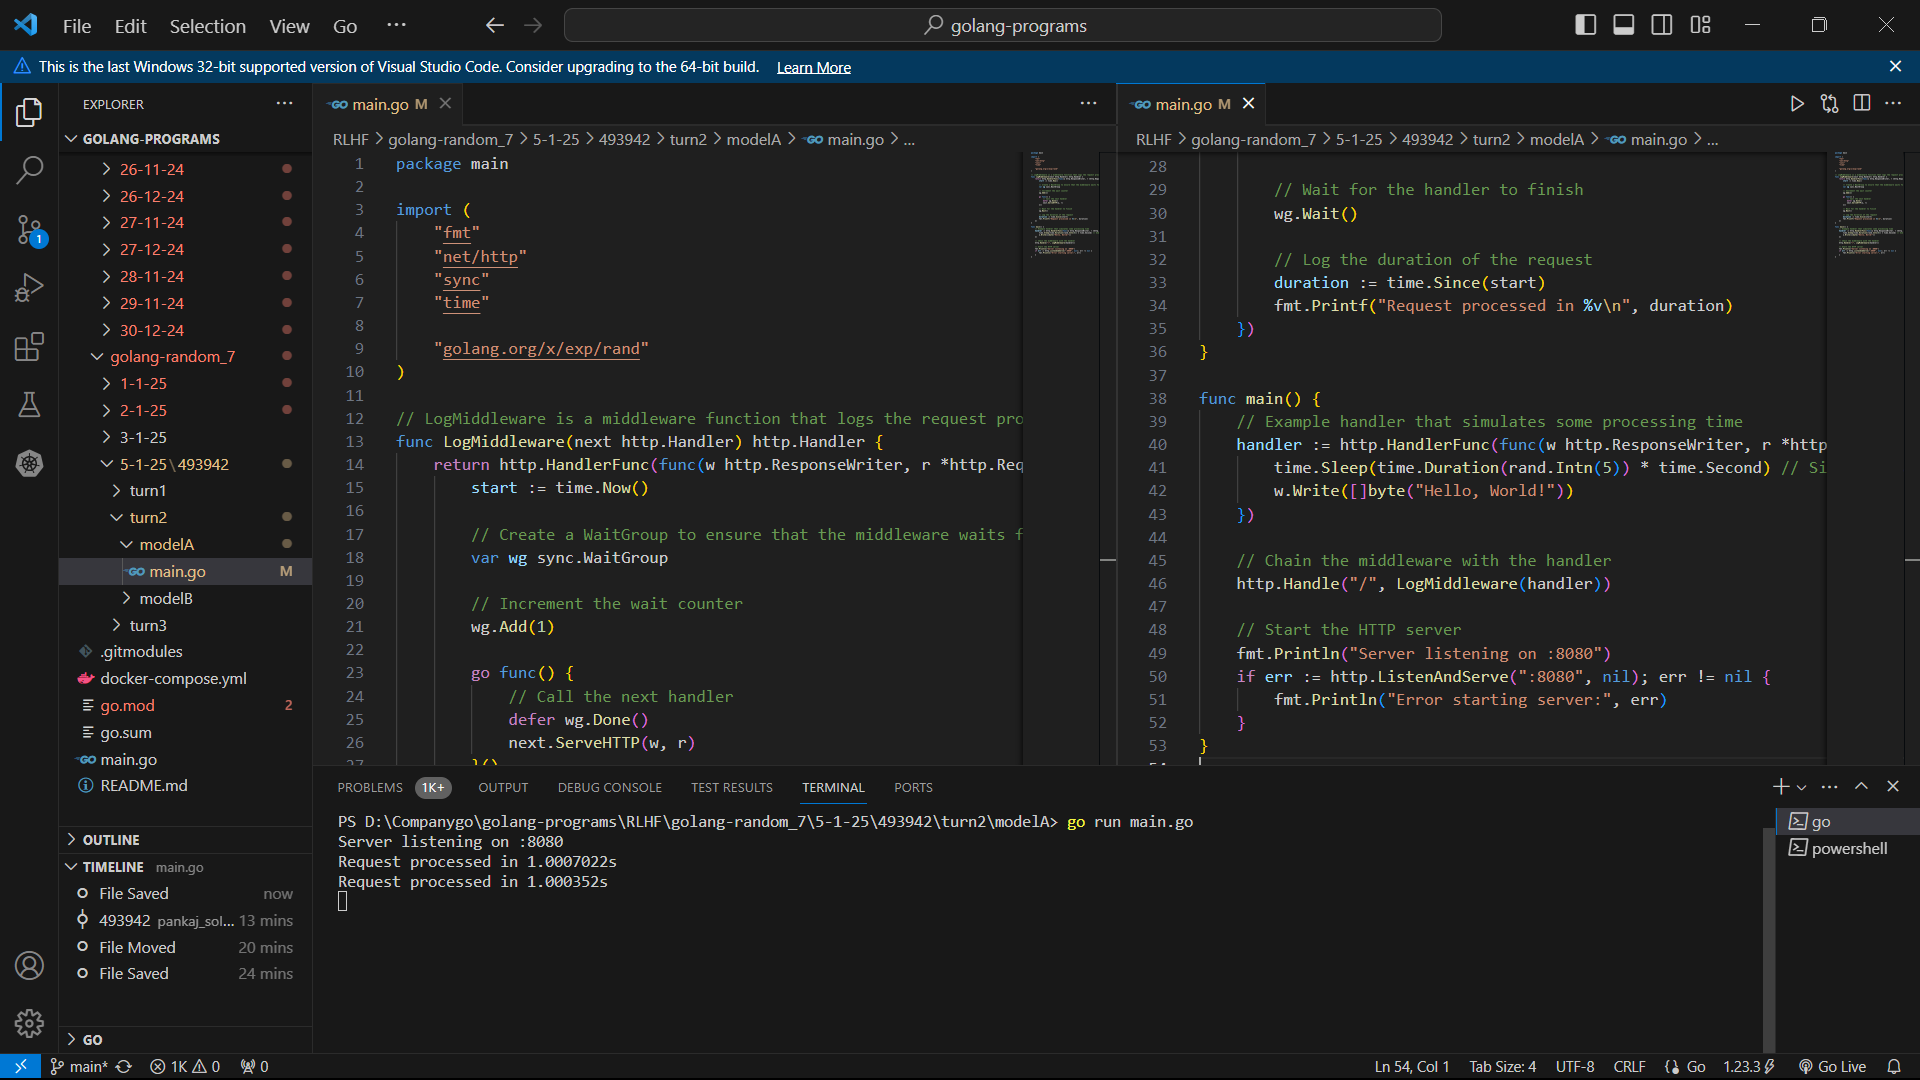 File Edit Selection View Go ···
golang-programs
This is the last Windows 32-bit supported version of Visual Studio Code. Consider upgrading to the 64-bit build. Learn More
EXPLORER
GOLANG-PROGRAMS
26-11-24
26-12-24
27-11-24
27-12-24
28-11-24
29-11-24
30-12-24
golang-random_7
1-1-25
2-1-25
3-1-25
5-1-25\493942
turn1
turn2
modelA
main.go M
modelB
turn3
.gitmodules
docker-compose.yml
go.mod 2
go.sum
main.go
README.md
OUTLINE
TIMELINE main.go
File Saved now
493942 pankaj_sol... 13 mins
File Moved 20 mins
File Saved 24 mins
GO
main.go M
RLHF > golang-random_7 > 5-1-25 > 493942 > turn2 > modelA > main.go > ...
1 package main
2
3 import (
4 "fmt"
5 "net/http"
6 "sync"
7 "time"
8
9 "golang.org/x/exp/rand"
10 )
11
12 // LogMiddleware is a middleware function that logs the request pro
13 func LogMiddleware(next http.Handler) http.Handler {
14 return http.HandlerFunc(func(w http.ResponseWriter, r *http.Req
15 start := time.Now()
16
17 // Create a WaitGroup to ensure that the middleware waits f
18 var wg sync.WaitGroup
19
20 // Increment the wait counter
21 wg.Add(1)
22
23 go func() {
24 // Call the next handler
25 defer wg.Done()
26 next.ServeHTTP(w, r)
27 }()
main.go M
RLHF > golang-random_7 > 5-1-25 > 493942 > turn2 > modelA > main.go > ...
28
29 // Wait for the handler to finish
30 wg.Wait()
31
32 // Log the duration of the request
33 duration := time.Since(start)
34 fmt.Printf("Request processed in %v\n", duration)
35 })
36 }
37
38 func main() {
39 // Example handler that simulates some processing time
40 handler := http.HandlerFunc(func(w http.ResponseWriter, r *http
41 time.Sleep(time.Duration(rand.Intn(5)) * time.Second) // Si
42 w.Write([]byte("Hello, World!"))
43 })
44
45 // Chain the middleware with the handler
46 http.Handle("/", LogMiddleware(handler))
47
48 // Start the HTTP server
49 fmt.Println("Server listening on :8080")
50 if err := http.ListenAndServe(":8080", nil); err != nil {
51 fmt.Println("Error starting server:", err)
52 }
53 }
54
PROBLEMS 1K+ OUTPUT DEBUG CONSOLE TEST RESULTS TERMINAL PORTS
PS D:\Companygo\golang-programs\RLHF\golang-random_7\5-1-25\493942\turn2\modelA> go run main.go
Server listening on :8080
Request processed in 1.0007022s
Request processed in 1.000352s
go
powershell
main* 1K 0 0 Ln 54, Col 1 Tab Size: 4 UTF-8 CRLF Go 1.23.3 Go Live